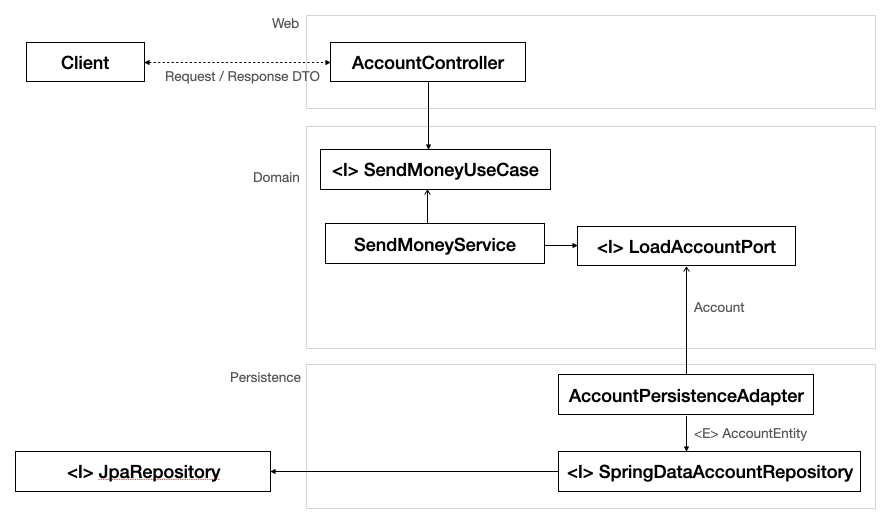 Web
Client
Request / Response DTO
AccountController
Domain
<I> SendMoneyUseCase
SendMoneyService
<I> LoadAccountPort
Account
Persistence
AccountPersistenceAdapter
<E> AccountEntity
<I> JpaRepository
<I> SpringDataAccountRepository